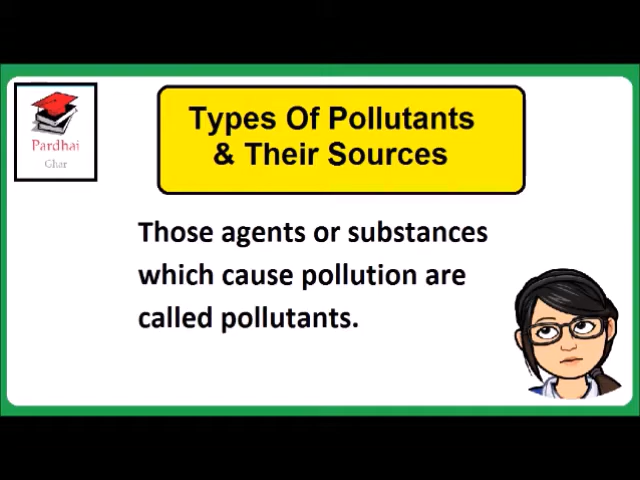 Types Of Pollutants
& Their Sources
Pardhai
Ghar
Those agents or substances
which cause pollution are
called pollutants.